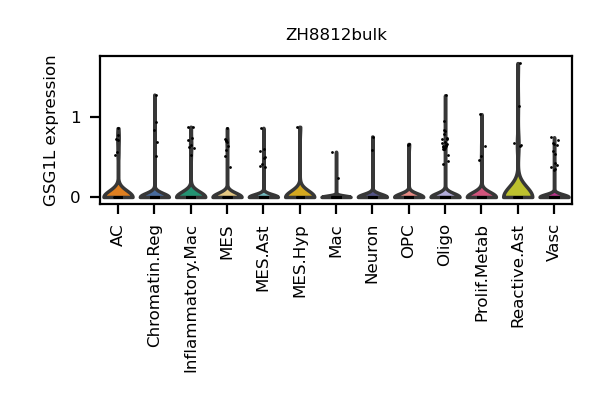 ZH8812bulk
GSG1L expression
1
0
AC
Chromatin.Reg
Inflammatory.Mac
MES
MES.Ast
MES.Hyp
Mac
Neuron
OPC
Oligo
Prolif.Metab
Reactive.Ast
Vasc